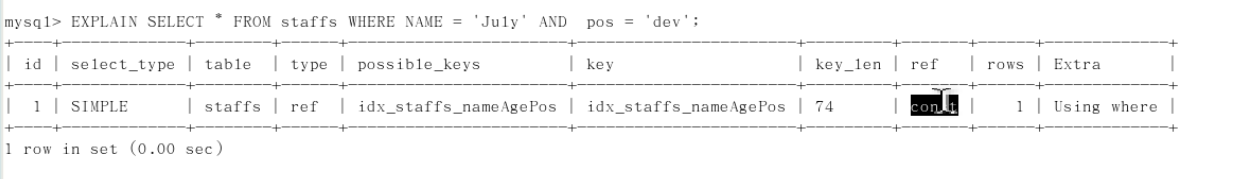 mysql> EXPLAIN SELECT * FROM staffs WHERE NAME = 'July' AND  pos = 'dev';
+----+-------------+--------+------+-----------------------+-----------------------+---------+-------+------+-------------+
| id | select_type | table | type | possible_keys | key | key_len | ref | rows | Extra |
+----+-------------+--------+------+-----------------------+-----------------------+---------+-------+------+-------------+
| 1 | SIMPLE | staffs | ref | idx_staffs_nameAgePos | idx_staffs_nameAgePos | 74 | const | 1 | Using where |
+----+-------------+--------+------+-----------------------+-----------------------+---------+-------+------+-------------+
1 row in set (0.00 sec)